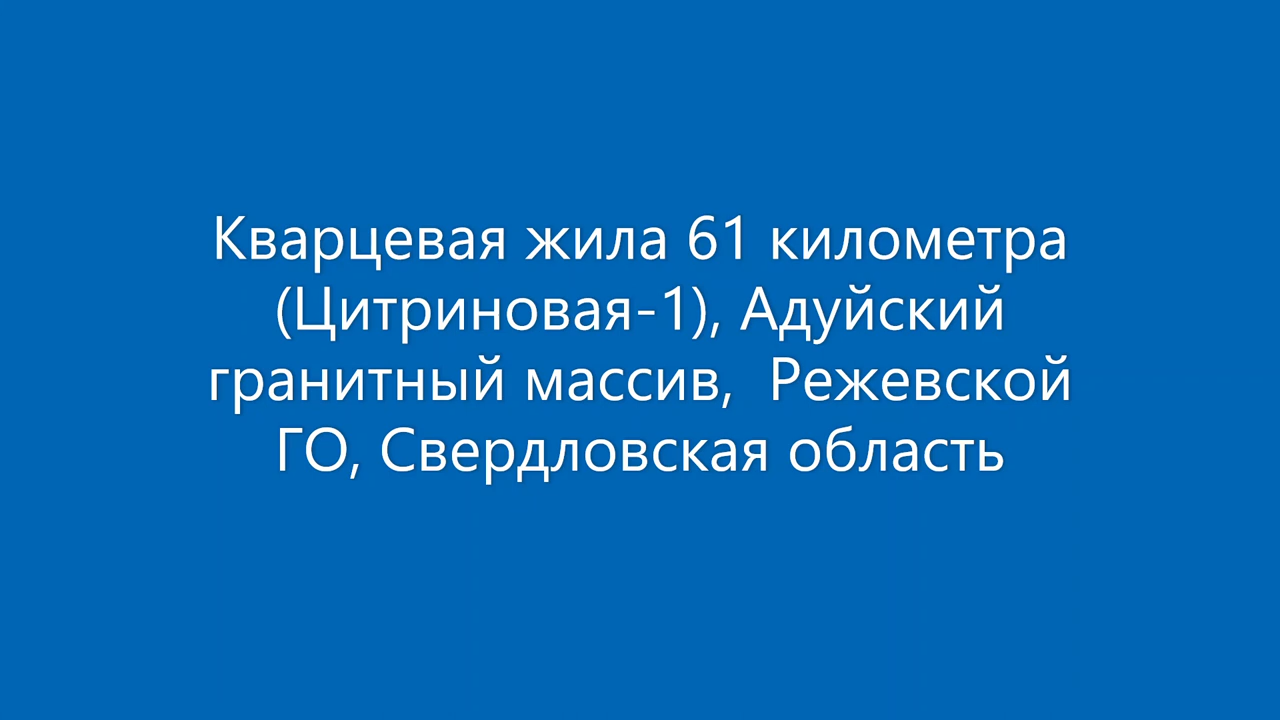 Кварцевая жила 61 километра
(Цитриновая-1), Адуйский
гранитный массив,  Режевской
ГО, Свердловская область